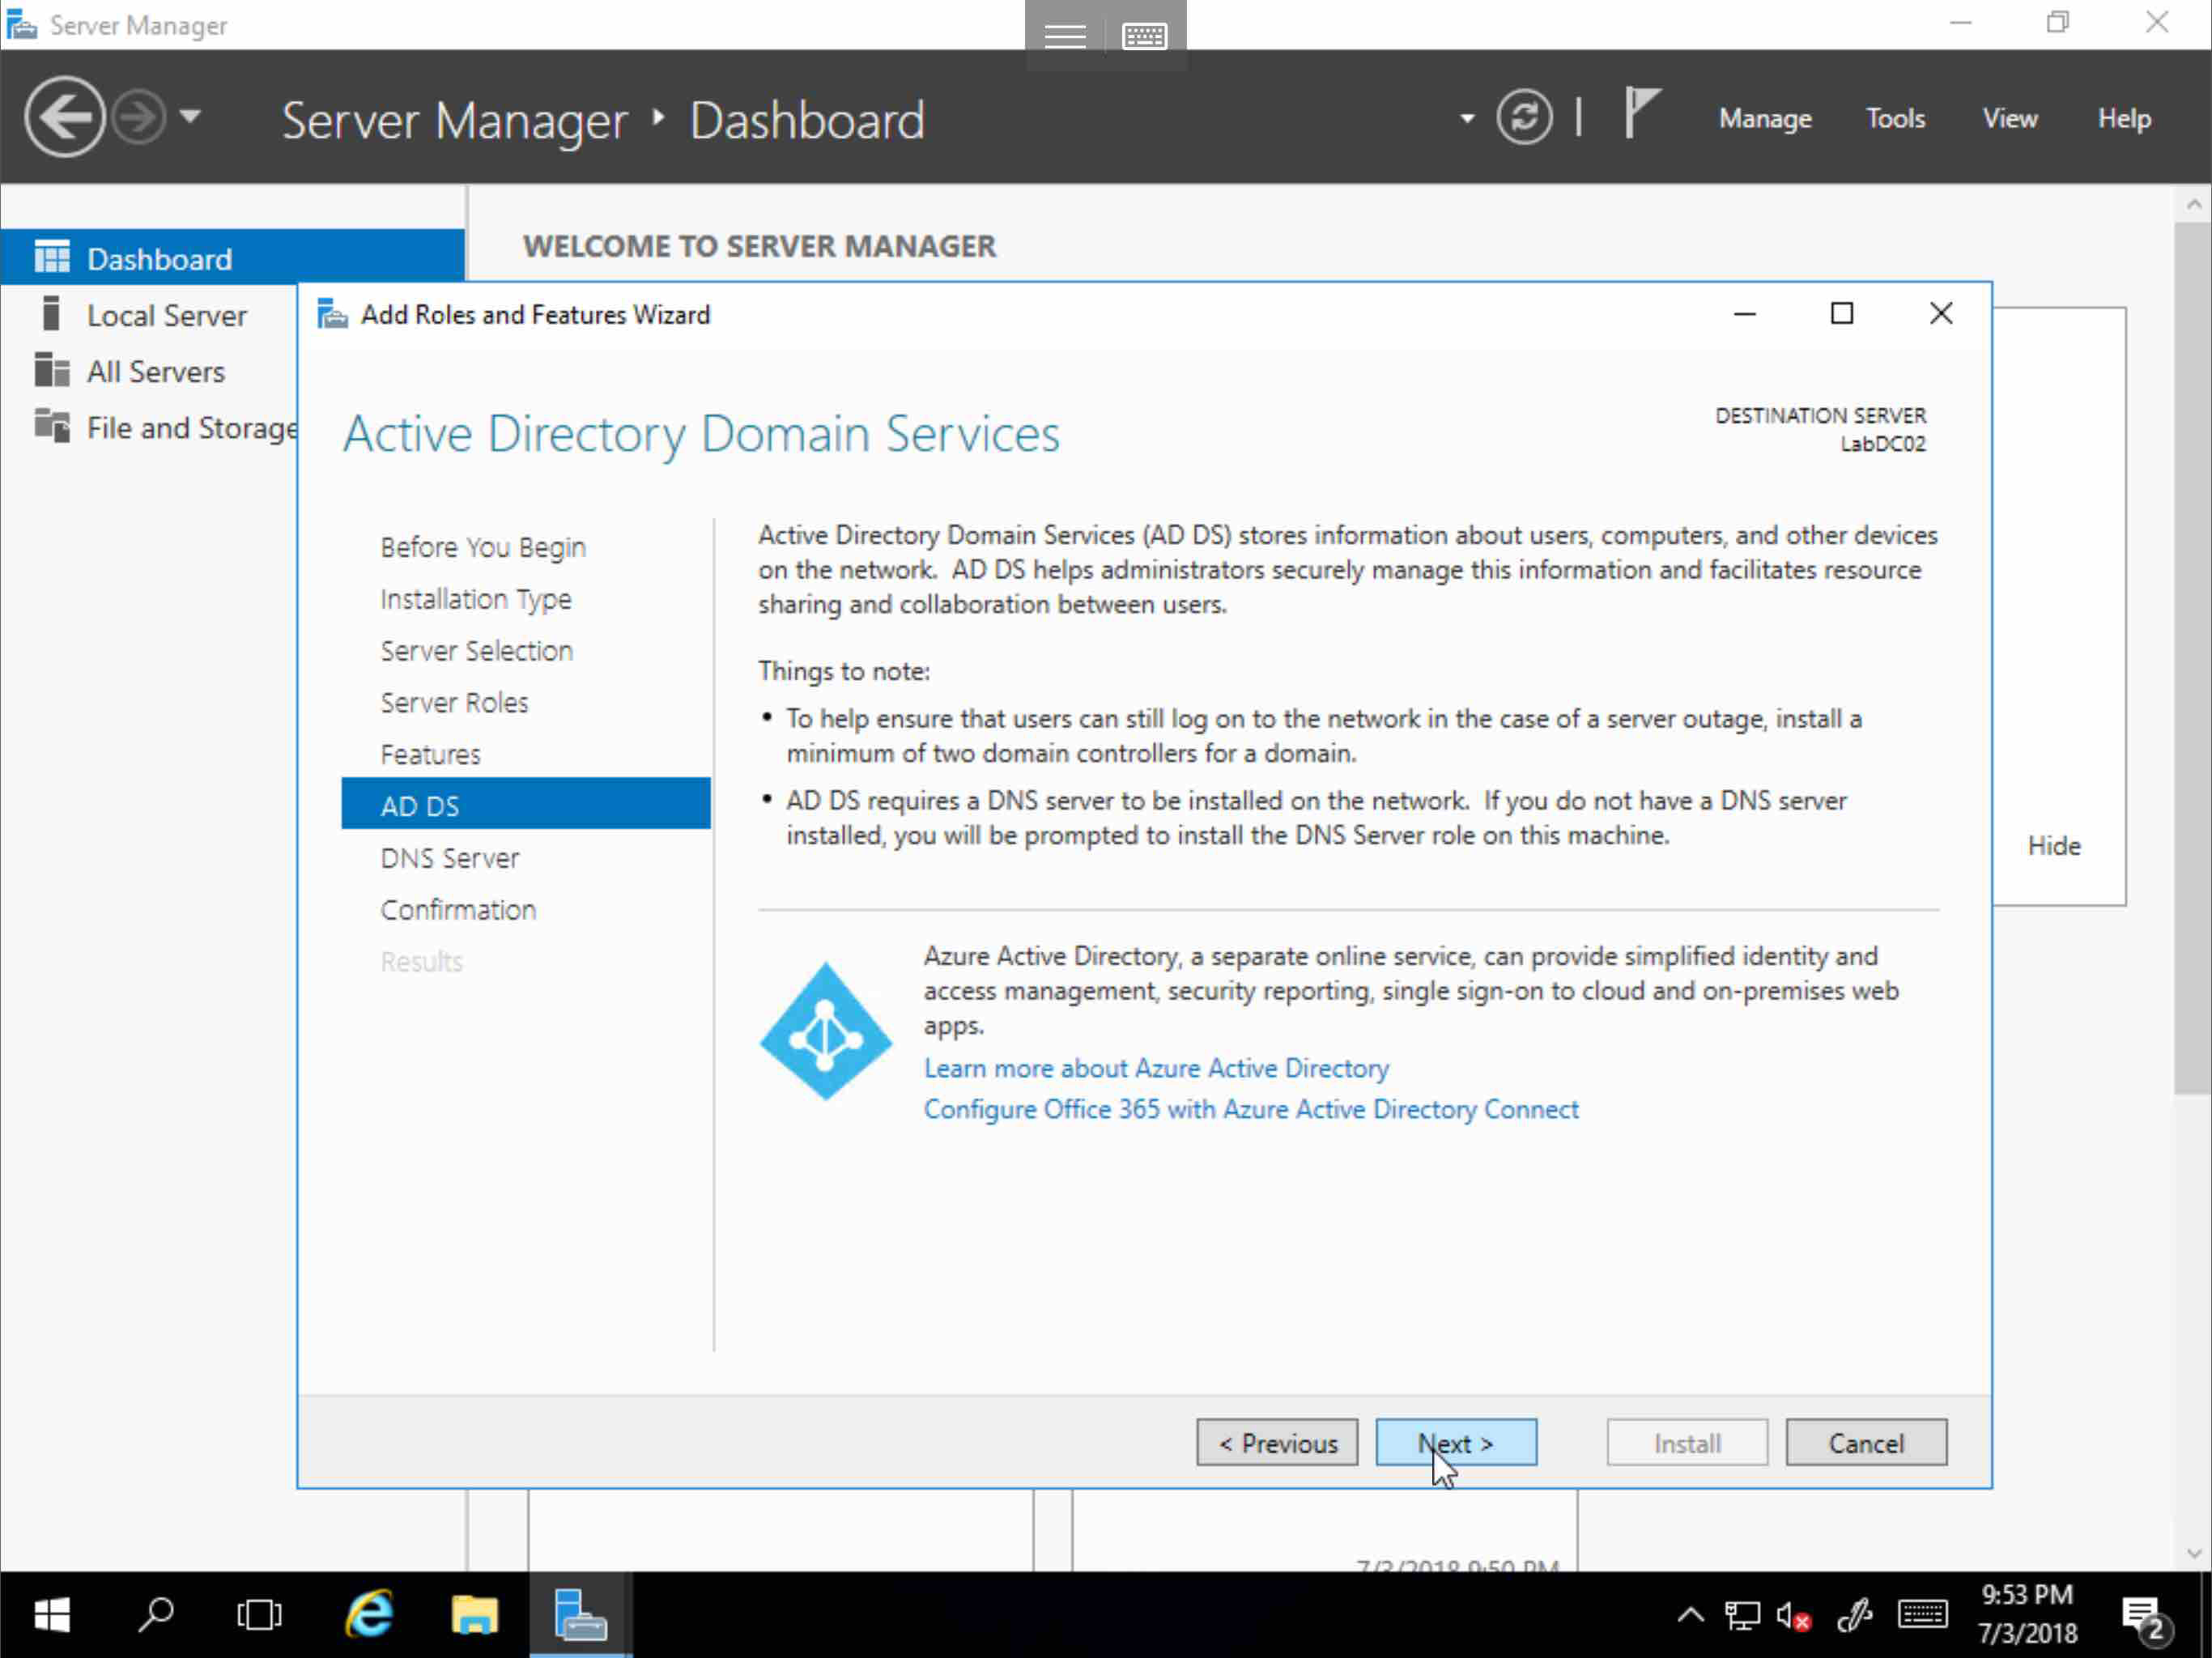 Server Manager
Server Manager ‣ Dashboard
Manage
Tools
View
Help
Dashboard
Local Server
All Servers
File and Storage
WELCOME TO SERVER MANAGER
Add Roles and Features Wizard
Active Directory Domain Services
DESTINATION SERVER
LabDC02
Before You Begin
Installation Type
Server Selection
Server Roles
Features
AD DS
DNS Server
Confirmation
Results
Active Directory Domain Services (AD DS) stores information about users, computers, and other devices
on the network. AD DS helps administrators securely manage this information and facilitates resource
sharing and collaboration between users.
Things to note:
• To help ensure that users can still log on to the network in the case of a server outage, install a
minimum of two domain controllers for a domain.
• AD DS requires a DNS server to be installed on the network. If you do not have a DNS server
installed, you will be prompted to install the DNS Server role on this machine.
Azure Active Directory, a separate online service, can provide simplified identity and
access management, security reporting, single sign-on to cloud and on-premises web
apps.
Learn more about Azure Active Directory
Configure Office 365 with Azure Active Directory Connect
Hide
< Previous
Next >
Install
Cancel
7/3/2018 9:50 PM
9:53 PM
7/3/2018
2